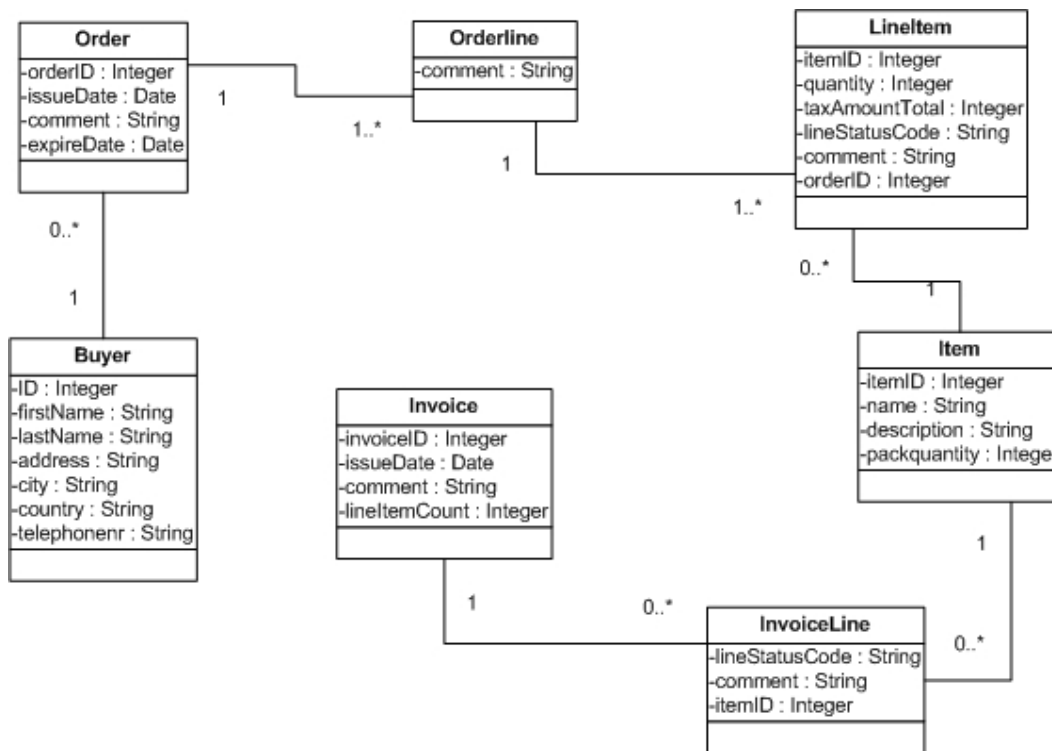 Order
-orderID : Integer
-issueDate : Date
-comment : String
-expireDate : Date
1
1..*
Orderline
-comment : String
1
1..*
LineItem
-itemID : Integer
-quantity : Integer
-taxAmountTotal : Integer
-lineStatusCode : String
-comment : String
-orderID : Integer
0..*
1
0..*
1
Buyer
-ID : Integer
-firstName : String
-lastName : String
-address : String
-city : String
-country : String
-telephonenr : String
Invoice
-invoiceID : Integer
-issueDate : Date
-comment : String
-lineItemCount : Integer
Item
-itemID : Integer
-name : String
-description : String
-packquantity : Intege
1
0..*
1
0..*
InvoiceLine
-lineStatusCode : String
-comment : String
-itemID : Integer